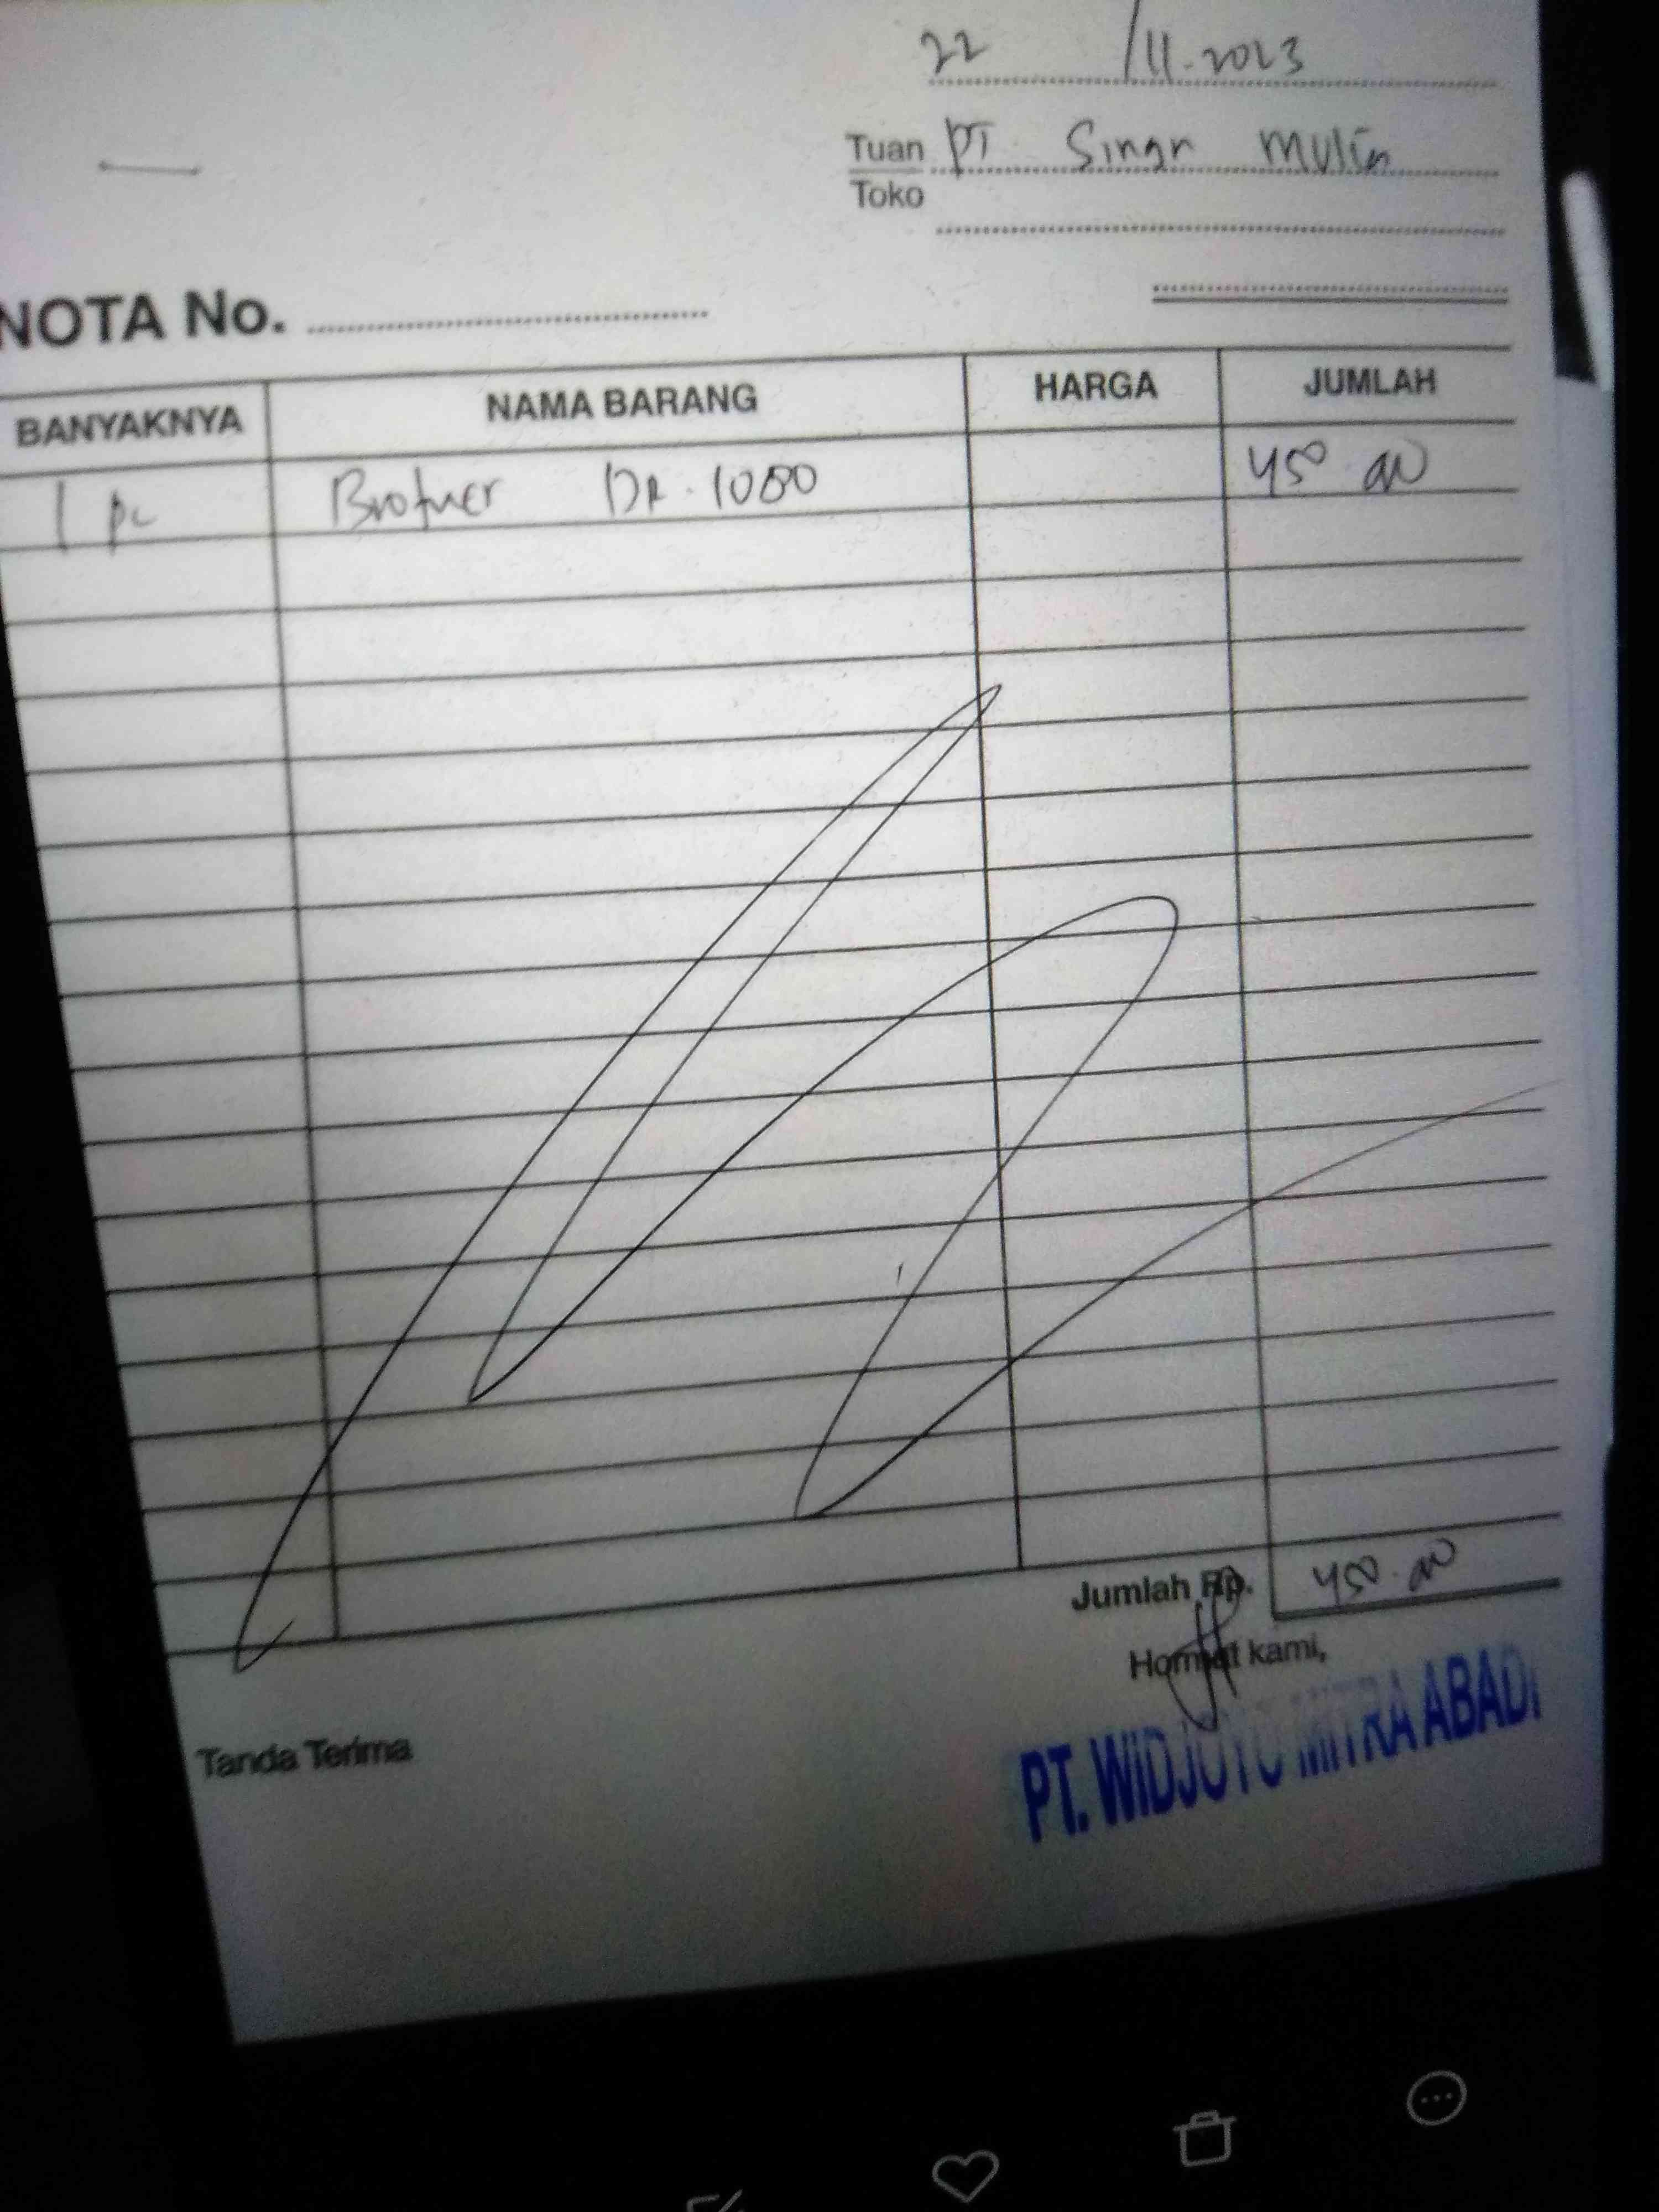 22 /11.2023
Tuan PT Sinar Mulia
Toko
NOTA No.
BANYAKNYA NAMA BARANG HARGA JUMLAH
1 pc Brother DR.1000 450 000
Jumlah Rp. 450.000
Hormat kami,
Tanda Terima
PT. WIDJOYO MITRA ABADI